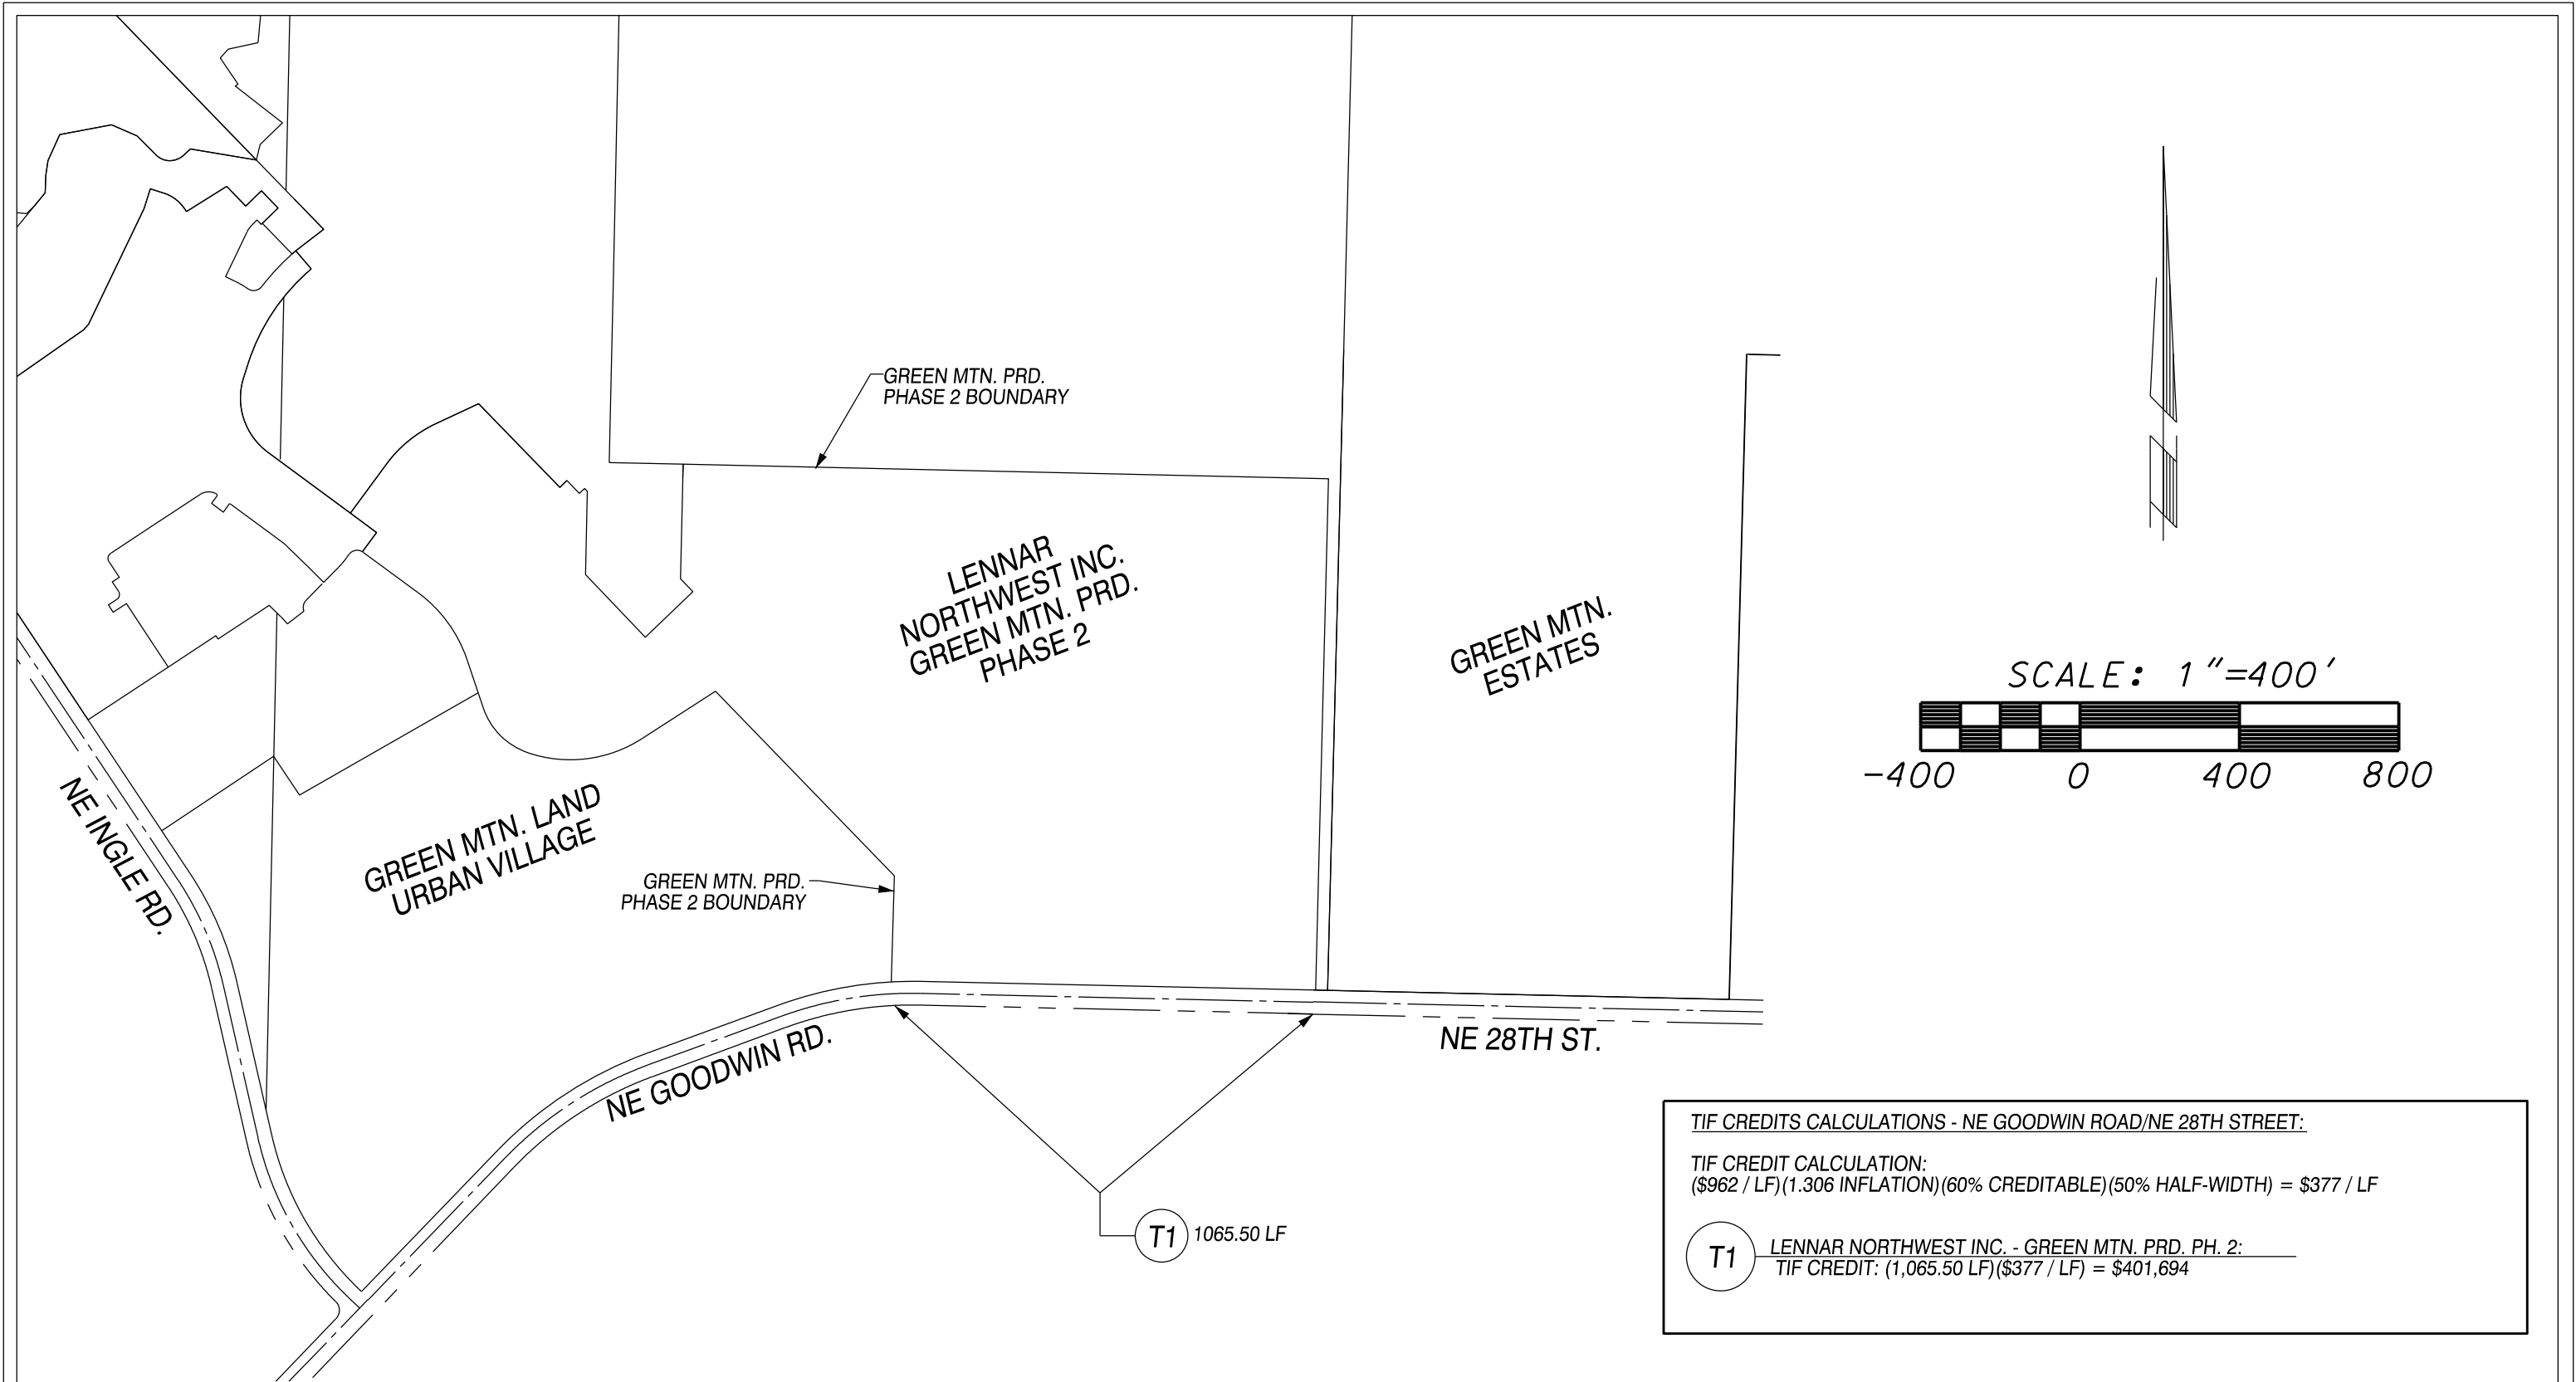 GREEN MTN. PRD.
PHASE 2 BOUNDARY
LENNAR
NORTHWEST INC.
GREEN MTN. PRD.
PHASE 2
GREEN MTN.
ESTATES
SCALE: 1"=400'
-400 0 400 800
NE INGLE RD.
GREEN MTN. LAND
URBAN VILLAGE
GREEN MTN. PRD.
PHASE 2 BOUNDARY
NE GOODWIN RD.
NE 28TH ST.
T1 1065.50 LF
TIF CREDITS CALCULATIONS - NE GOODWIN ROAD/NE 28TH STREET:
TIF CREDIT CALCULATION:
($962 / LF)(1.306 INFLATION)(60% CREDITABLE)(50% HALF-WIDTH) = $377 / LF
T1
LENNAR NORTHWEST INC. - GREEN MTN. PRD. PH. 2:
TIF CREDIT: (1,065.50 LF)($377 / LF) = $401,694